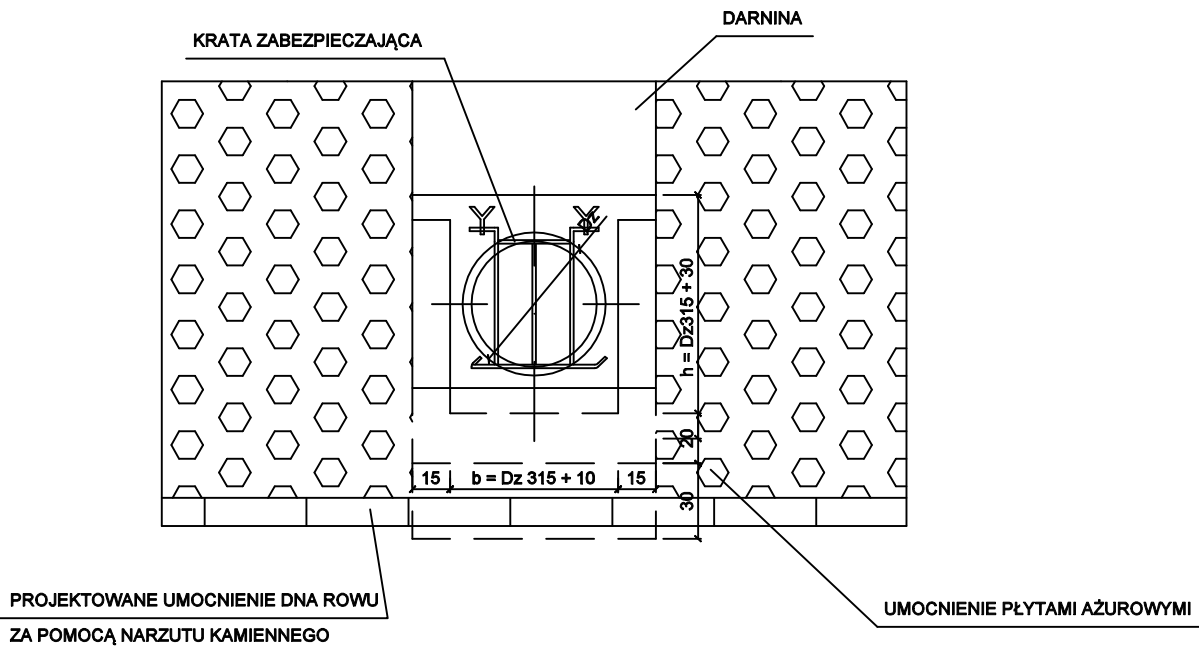 DARNINA
KRATA ZABEZPIECZAJĄCA
Dz
h = Dz315 + 30
20
15
b = Dz 315 + 10
15
30
PROJEKTOWANE UMOCNIENIE DNA ROWU
ZA POMOCĄ NARZUTU KAMIENNEGO
UMOCNIENIE PŁYTAMI AŻUROWYMI